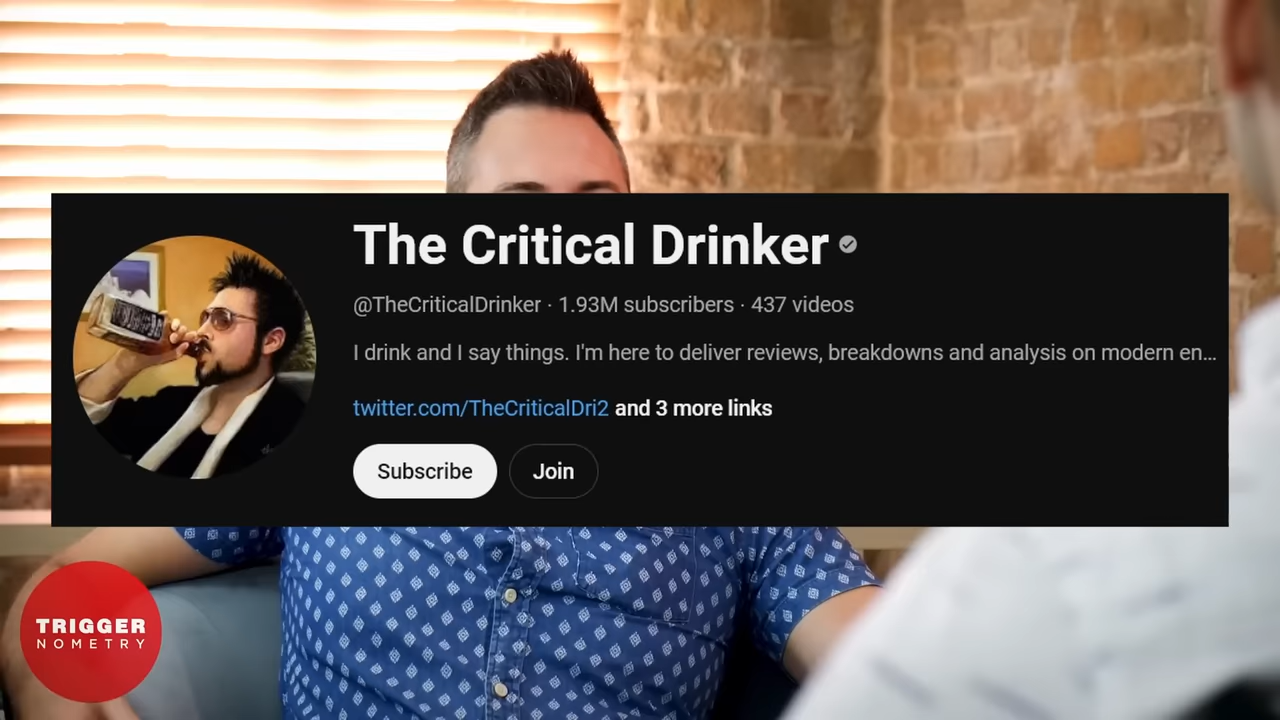 The Critical Drinker
@TheCriticalDrinker · 1.93M subscribers · 437 videos
I drink and I say things. I'm here to deliver reviews, breakdowns and analysis on modern en...
twitter.com/TheCriticalDri2 and 3 more links
Subscribe Join
TRIGGER
NOMETRY